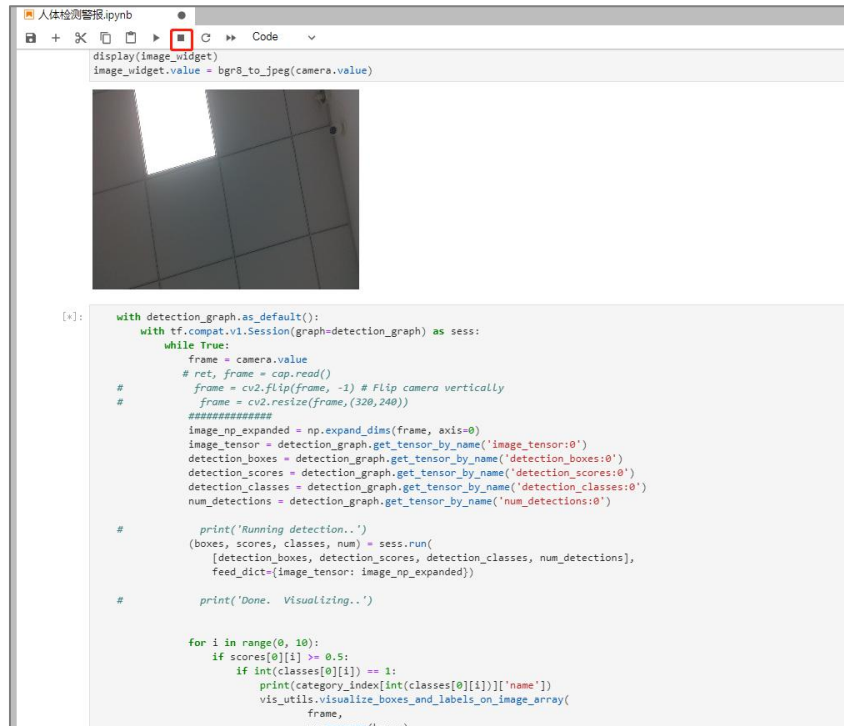 人体检测警报.ipynb
Code
display(image_widget)
image_widget.value = bgr8_to_jpeg(camera.value)
[*]:
with detection_graph.as_default():
with tf.compat.v1.Session(graph=detection_graph) as sess:
while True:
frame = camera.value
# ret, frame = cap.read()
# frame = cv2.flip(frame, -1) # Flip camera vertically
# frame = cv2.resize(frame,(320,240))
##############
image_np_expanded = np.expand_dims(frame, axis=0)
image_tensor = detection_graph.get_tensor_by_name('image_tensor:0')
detection_boxes = detection_graph.get_tensor_by_name('detection_boxes:0')
detection_scores = detection_graph.get_tensor_by_name('detection_scores:0')
detection_classes = detection_graph.get_tensor_by_name('detection_classes:0')
num_detections = detection_graph.get_tensor_by_name('num_detections:0')
# print('Running detection..')
(boxes, scores, classes, num) = sess.run(
[detection_boxes, detection_scores, detection_classes, num_detections],
feed_dict={image_tensor: image_np_expanded})
# print('Done. Visualizing..')
for i in range(0, 10):
if scores[0][i] >= 0.5:
if int(classes[0][i]) == 1:
print(category_index[int(classes[0][i])]['name'])
vis_utils.visualize_boxes_and_labels_on_image_array(
frame,